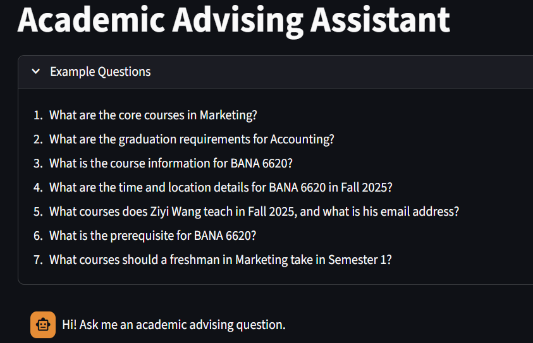 Academic Advising Assistant
Example Questions
1. What are the core courses in Marketing?
2. What are the graduation requirements for Accounting?
3. What is the course information for BANA 6620?
4. What are the time and location details for BANA 6620 in Fall 2025?
5. What courses does Ziyi Wang teach in Fall 2025, and what is his email address?
6. What is the prerequisite for BANA 6620?
7. What courses should a freshman in Marketing take in Semester 1?
Hi! Ask me an academic advising question.